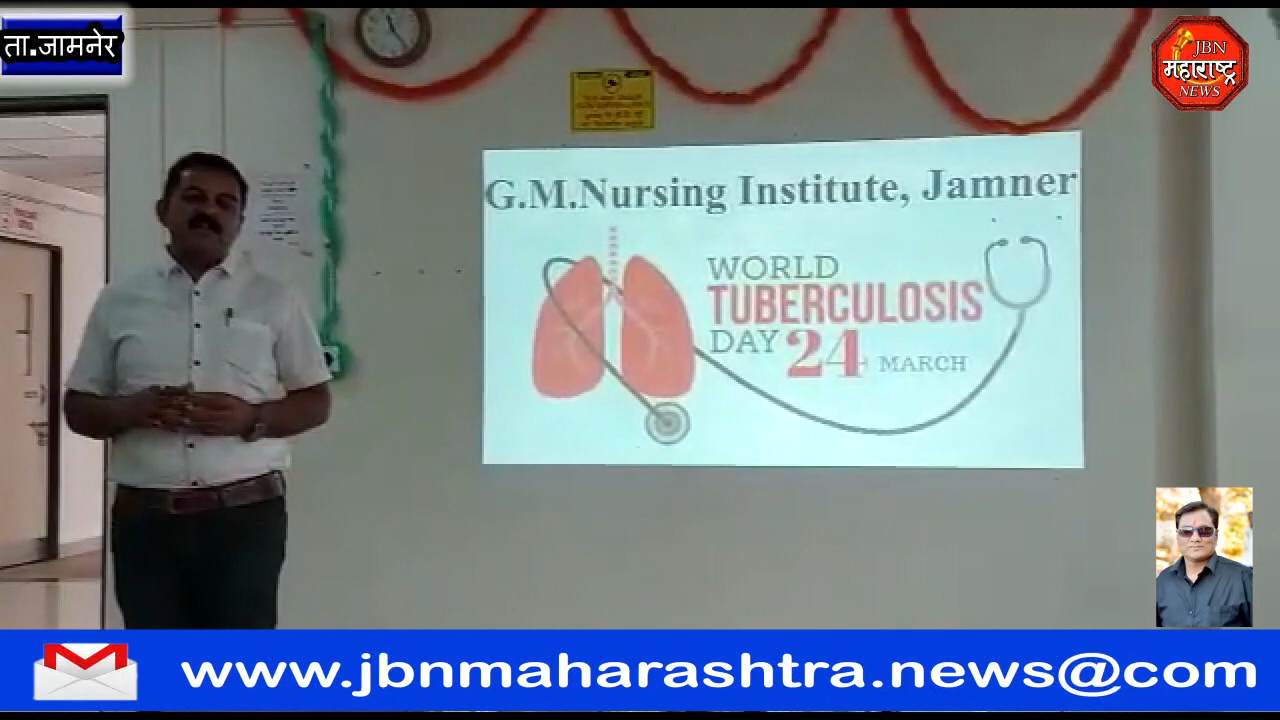 ता.जामनेर
JBN
महाराष्ट्र
NEWS
G.M.Nursing Institute, Jamner
WORLD
TUBERCULOSIS
DAY 24 MARCH
www.jbnmaharashtra.news@com